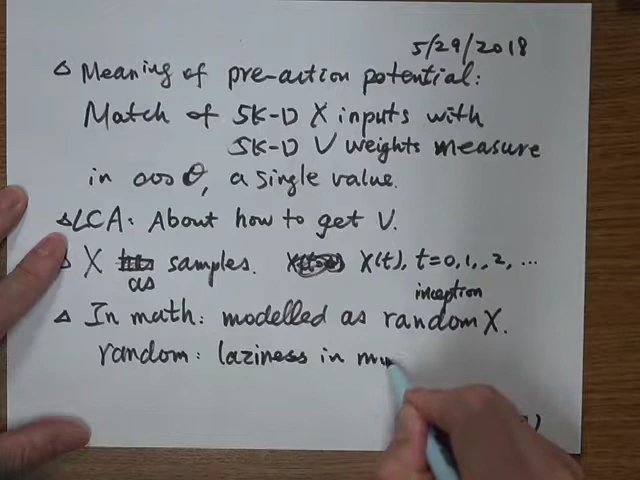 5/29/2018
△ Meaning of pre-action potential:
Match of 5K-D X inputs with
5K-D V weights measure
in cos θ, a single value.
△ LCA: About how to get V.
△ X as samples. X(t), t=0,1,,2, ...
inception
△ In math: modelled as random X.
random: laziness in mu